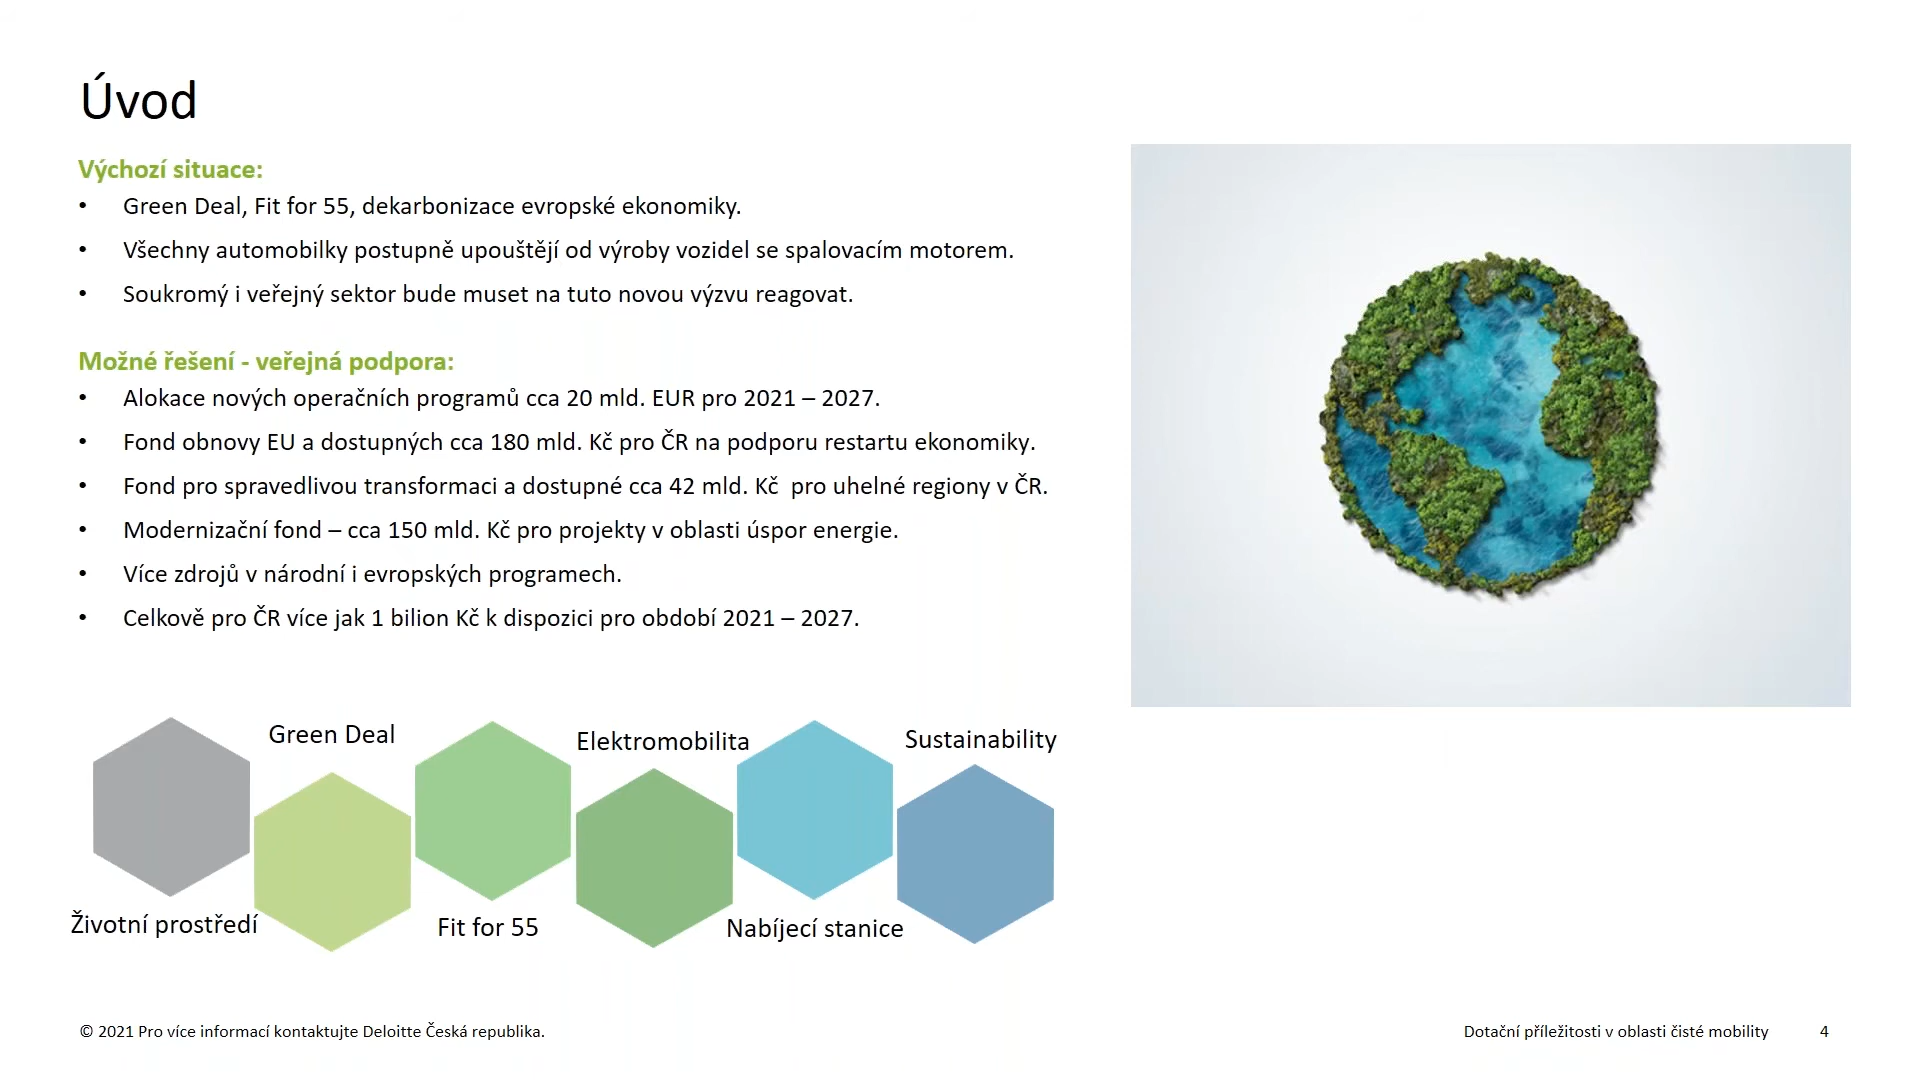 Úvod
Výchozí situace:
• Green Deal, Fit for 55, dekarbonizace evropské ekonomiky.
• Všechny automobilky postupně upouštějí od výroby vozidel se spalovacím motorem.
• Soukromý i veřejný sektor bude muset na tuto novou výzvu reagovat.
Možné řešení - veřejná podpora:
• Alokace nových operačních programů cca 20 mld. EUR pro 2021 – 2027.
• Fond obnovy EU a dostupných cca 180 mld. Kč pro ČR na podporu restartu ekonomiky.
• Fond pro spravedlivou transformaci a dostupné cca 42 mld. Kč  pro uhelné regiony v ČR.
• Modernizační fond – cca 150 mld. Kč pro projekty v oblasti úspor energie.
• Více zdrojů v národní i evropských programech.
• Celkově pro ČR více jak 1 bilion Kč k dispozici pro období 2021 – 2027.
Životní prostředí
Green Deal
Fit for 55
Elektromobilita
Nabíjecí stanice
Sustainability
© 2021 Pro více informací kontaktujte Deloitte Česká republika.
Dotační příležitosti v oblasti čisté mobility
4